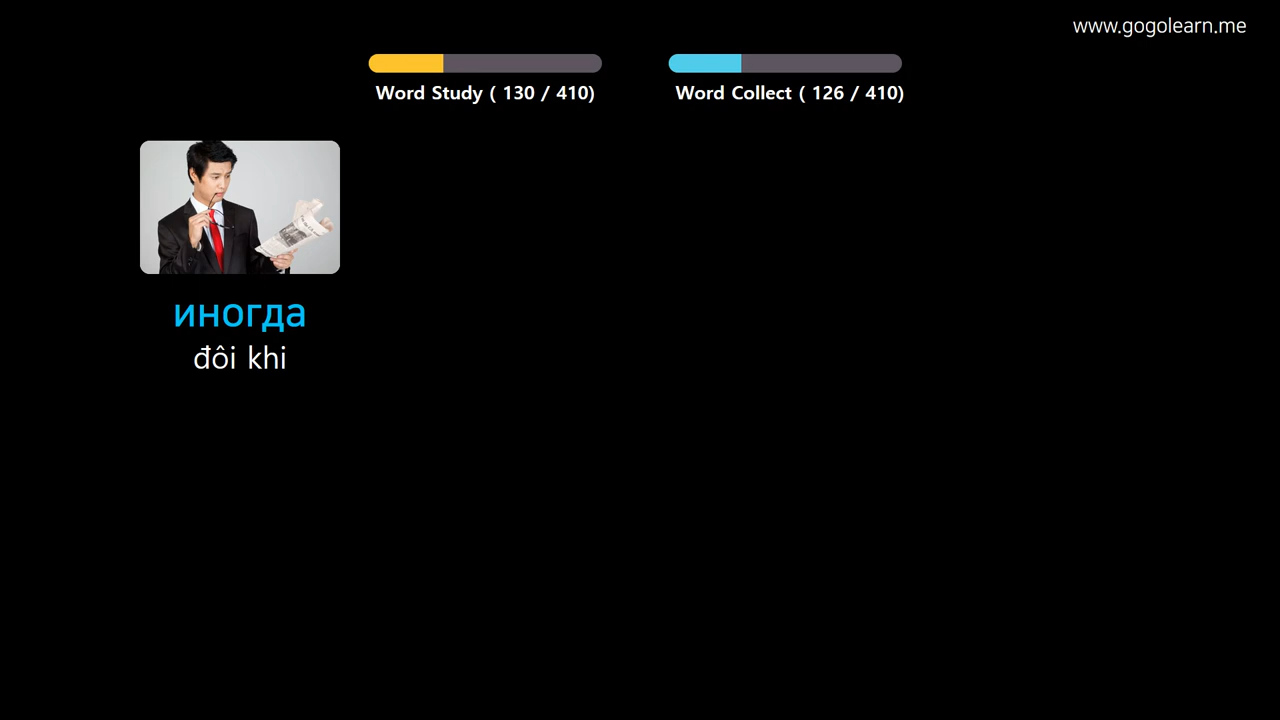 www.gogolearn.me
Word Study ( 130 / 410)
Word Collect ( 126 / 410)
иногда
đôi khi